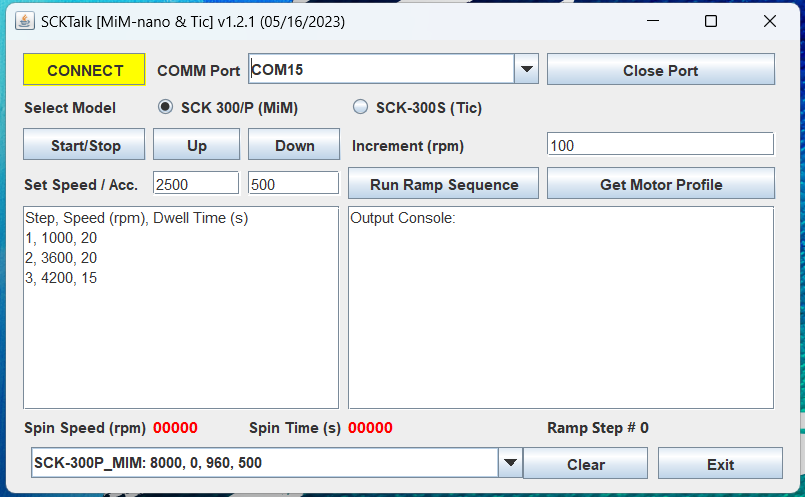 SCKTalk [MiM-nano & Tic] v1.2.1 (05/16/2023)
CONNECT COMM Port COM15 Close Port
Select Model SCK 300/P (MiM) SCK-300S (Tic)
Start/Stop Up Down Increment (rpm) 100
Set Speed / Acc. 2500 500 Run Ramp Sequence Get Motor Profile
Step, Speed (rpm), Dwell Time (s)
1, 1000, 20
2, 3600, 20
3, 4200, 15
Output Console:
Spin Speed (rpm) 00000 Spin Time (s) 00000 Ramp Step # 0
SCK-300P_MIM: 8000, 0, 960, 500 Clear Exit